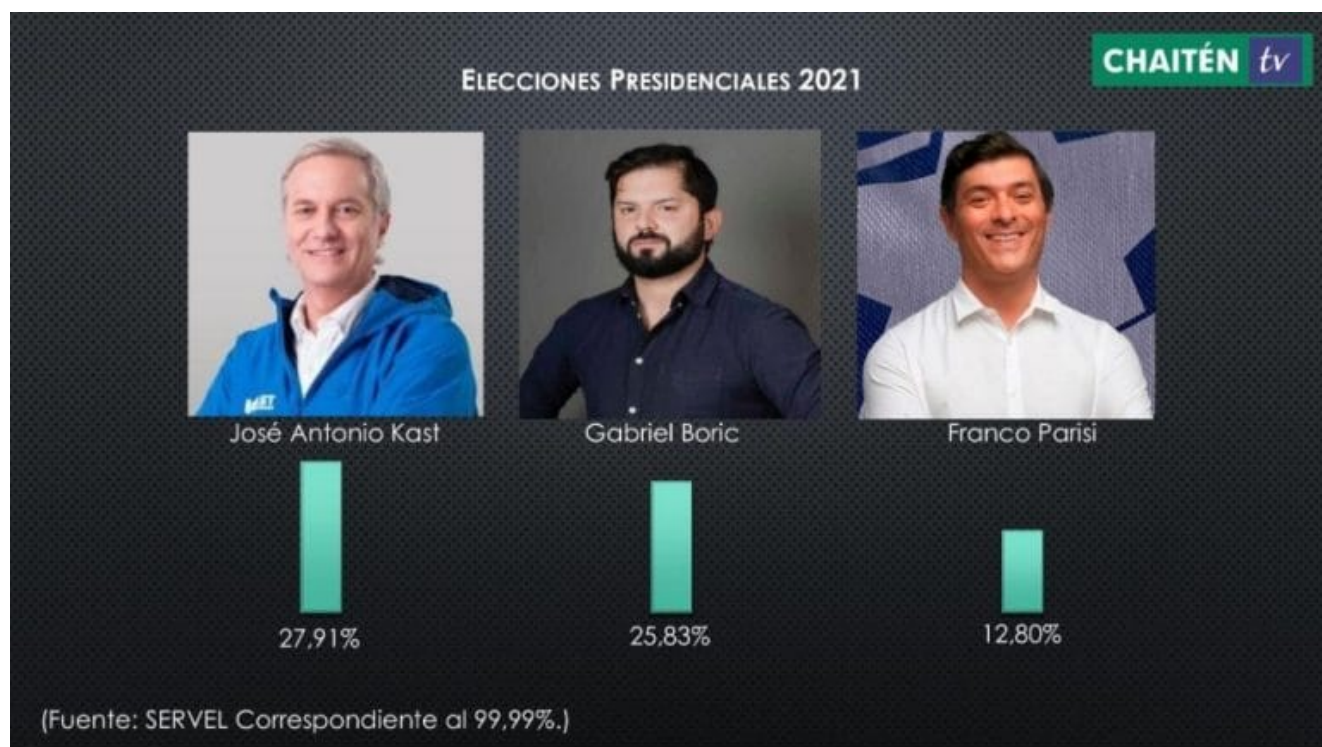 CHAITÉN tv
ELECCIONES PRESIDENCIALES 2021
José Antonio Kast
Gabriel Boric
Franco Parisi
27,91%
25,83%
12,80%
(Fuente: SERVEL Correspondiente al 99,99%.)